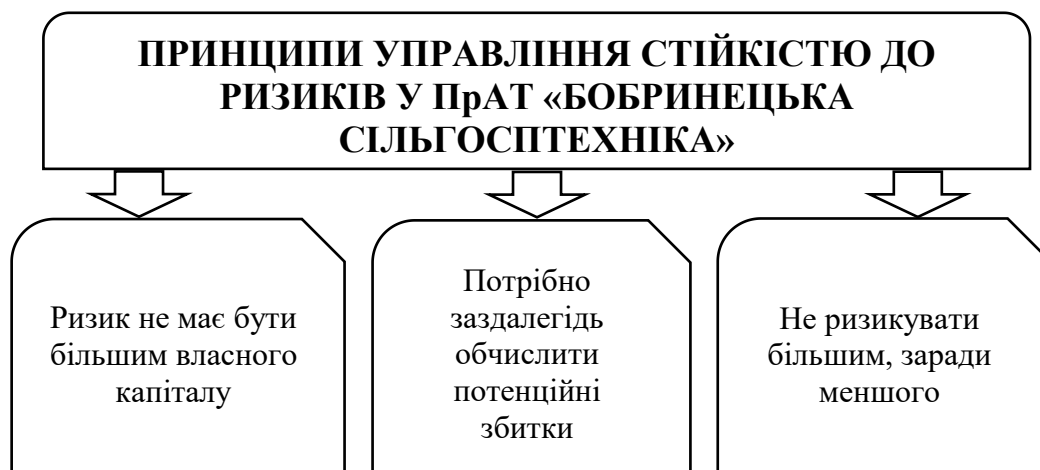 ПРИНЦИПИ УПРАВЛІННЯ СТІЙКІСТЮ ДО
РИЗИКІВ У ПрАТ «БОБРИНЕЦЬКА
СІЛЬГОСПТЕХНІКА»
Ризик не має бути
більшим власного
капіталу
Потрібно
заздалегідь
обчислити
потенційні
збитки
Не ризикувати
більшим, заради
меншого